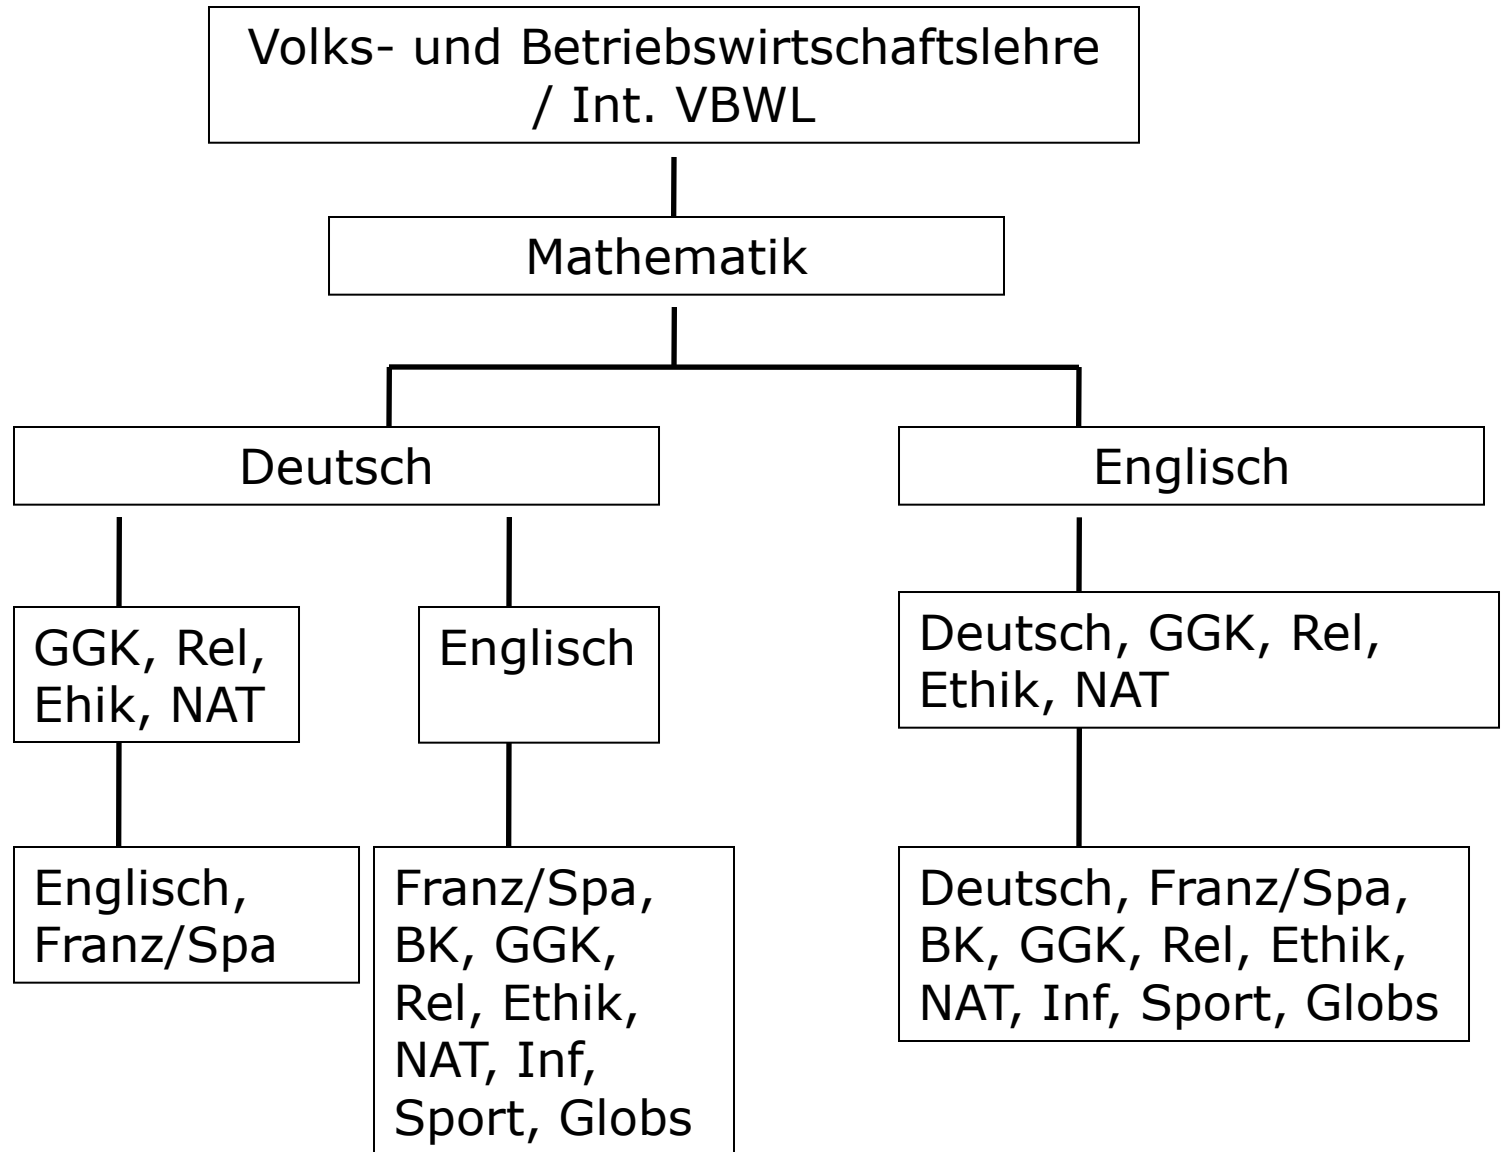 Volks- und Betriebswirtschaftslehre
/ Int. VBWL
Mathematik
Deutsch
Englisch
GGK, Rel,
Ehik, NAT
Englisch
Deutsch, GGK, Rel,
Ethik, NAT
Englisch,
Franz/Spa
Franz/Spa,
BK, GGK,
Rel, Ethik,
NAT, Inf,
Sport, Globs
Deutsch, Franz/Spa,
BK, GGK, Rel, Ethik,
NAT, Inf, Sport, Globs